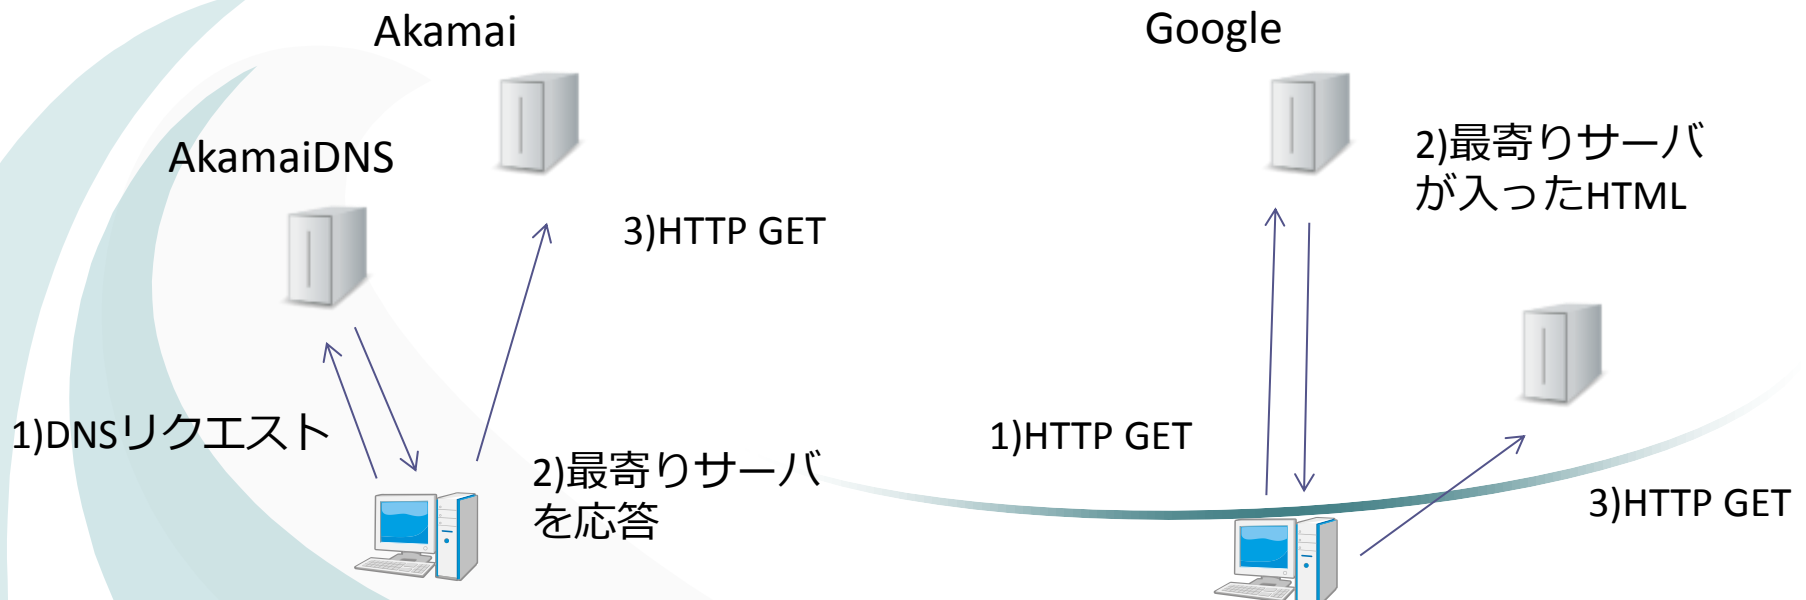 Akamai
AkamaiDNS
3)HTTP GET
1)DNSリクエスト
2)最寄りサーバ
を応答
Google
2)最寄りサーバ
が入ったHTML
1)HTTP GET
3)HTTP GET